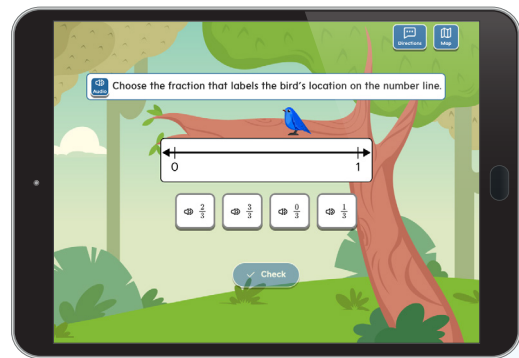 Directions
Map
Audio
Choose the fraction that labels the bird's location on the number line.
0 1
2/3 3/3 0/3 1/3
✓ Check